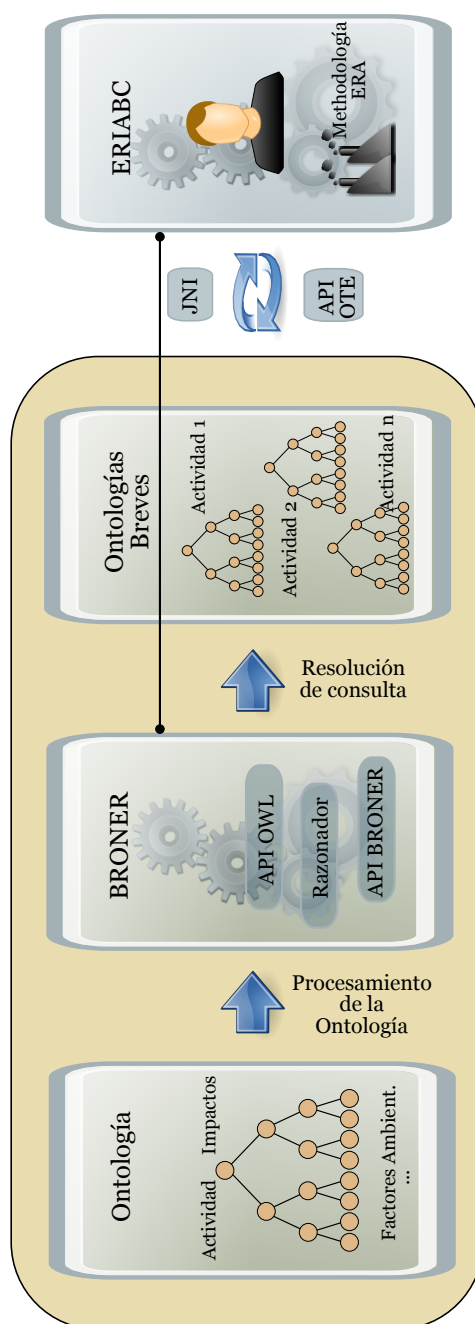 Ontología
Actividad
Impactos
Factores Ambient.
...
Procesamiento
de la
Ontología
BRONER
API OWL
Razonador
API BRONER
Resolución
de consulta
Ontologías
Breves
Actividad 1
Actividad 2
Actividad n
JNI
API
OTE
ERIABC
Methodología
ERA